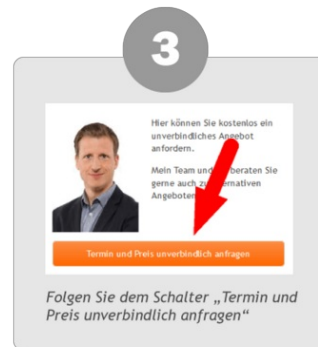 3
Hier können Sie kostenlos ein
unverbindliches Angebot
anfordern.
Mein Team und beraten Sie
gerne auch zu
Angeboten
Termin und Preis unverbindlich anfragen
Folgen Sie dem Schalter „Termin und
Preis unverbindlich anfragen“